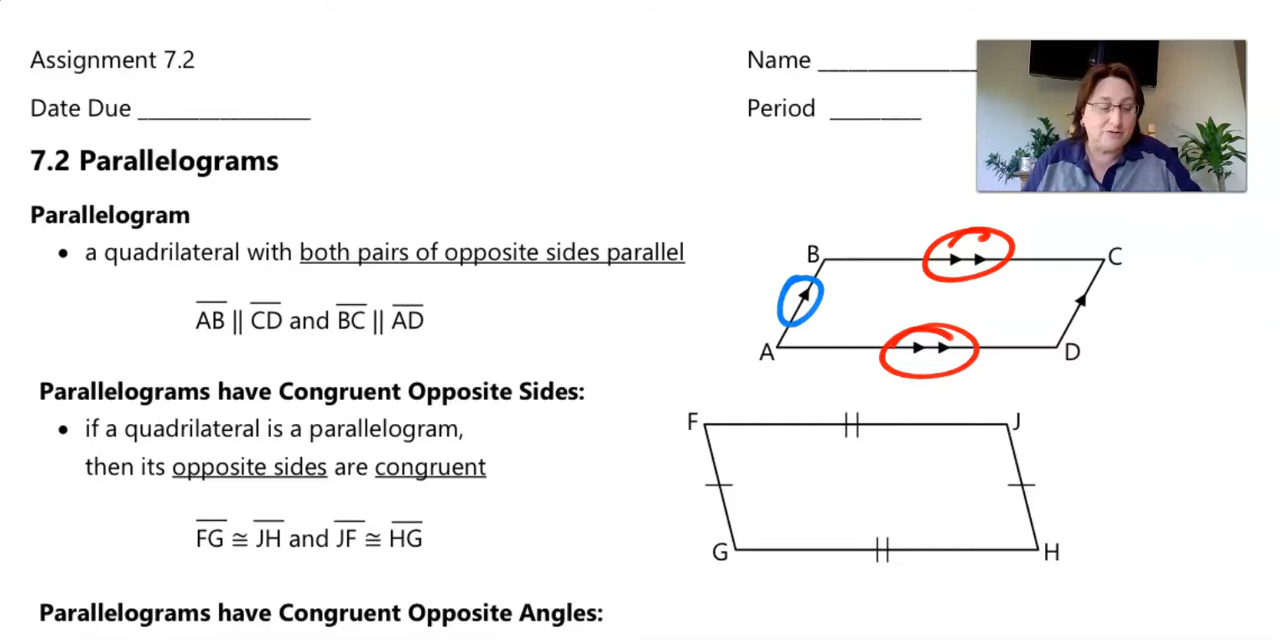 Assignment 7.2
Name ______________
Date Due ________________
Period _________
7.2 Parallelograms
Parallelogram
• a quadrilateral with both pairs of opposite sides parallel
AB || CD and BC || AD
B
C
A
D
Parallelograms have Congruent Opposite Sides:
• if a quadrilateral is a parallelogram,
then its opposite sides are congruent
FG ≅ JH and JF ≅ HG
F
J
G
H
Parallelograms have Congruent Opposite Angles: